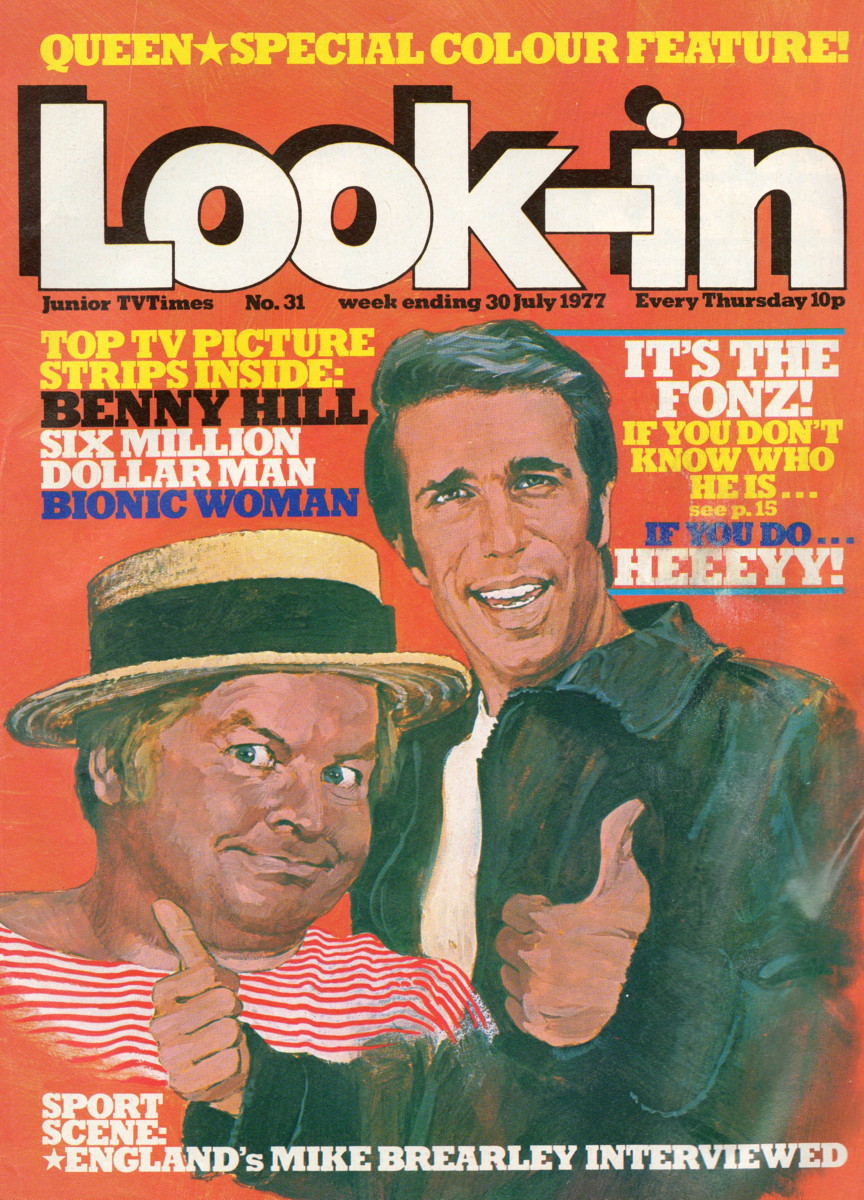 QUEEN★SPECIAL COLOUR FEATURE!
Look-in
Junior TVTimes No. 31 week ending 30 July 1977 Every Thursday 10p
TOP TV PICTURE
STRIPS INSIDE:
BENNY HILL
SIX MILLION
DOLLAR MAN
BIONIC WOMAN
IT'S THE
FONZ!
IF YOU DON'T
KNOW WHO
HE IS...
see p. 15
IF YOU DO...
HEEEYY!
SPORT
SCENE:
★ENGLAND's MIKE BREARLEY INTERVIEWED